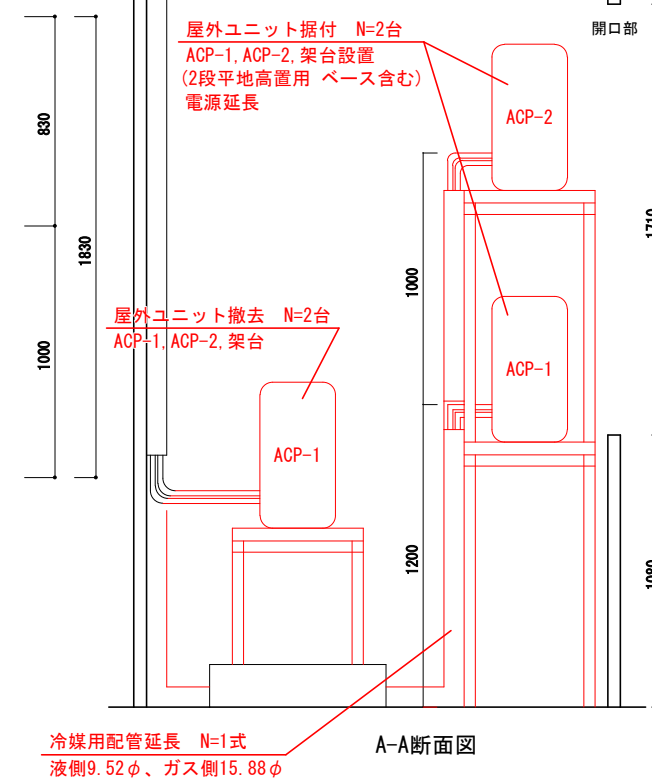 屋外ユニット据付 N=2台
ACP-1,ACP-2,架台設置
(2段平地高置用 ベース含む)
電源延長
開口部
ACP-2
830
1830
1000
1000
屋外ユニット撤去 N=2台
ACP-1,ACP-2,架台
ACP-1
ACP-1
1200
冷媒用配管延長 N=1式
液側9.52φ、ガス側15.88φ
A-A断面図